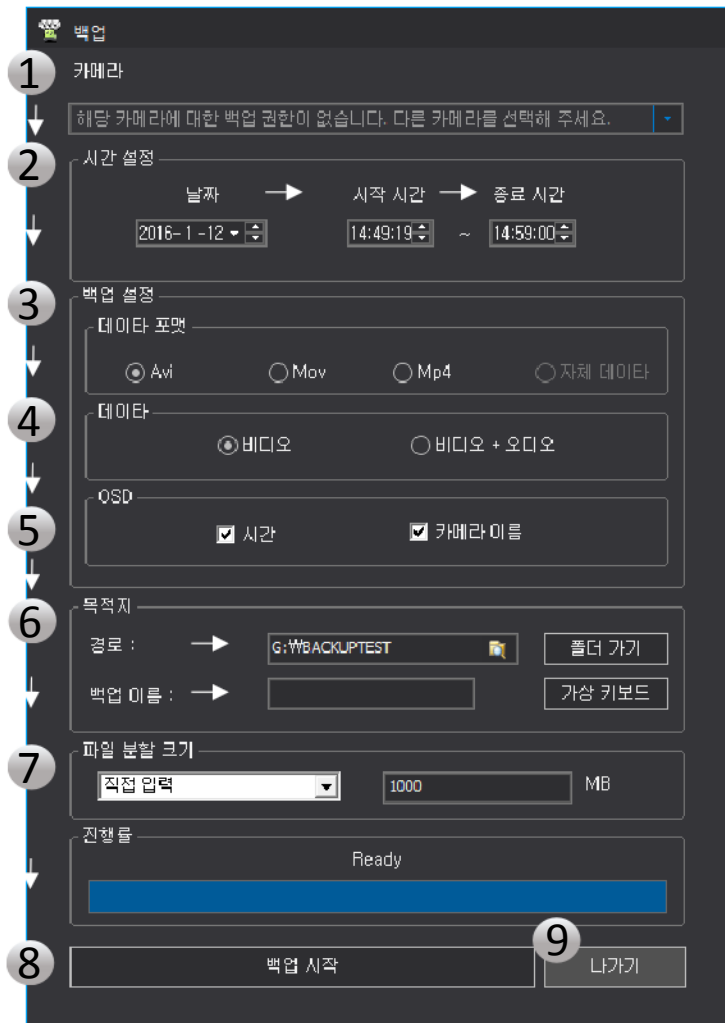 백업
1 카메라
해당 카메라에 대한 백업 권한이 없습니다. 다른 카메라를 선택해 주세요.
2 시간 설정
날짜 → 시작 시간 → 종료 시간
2016- 1 -12 14:49:19 ~ 14:59:00
3 백업 설정
데이타 포맷
Avi Mov Mp4 자체 데이타
4 데이타
비디오 비디오 + 오디오
5 OSD
시간 카메라 이름
6 목적지
경로 : → G:₩BACKUPTEST 폴더 가기
백업 이름 : → 가상 키보드
7 파일 분할 크기
직접 입력 1000 MB
진행률
Ready
8 백업 시작 9 나가기